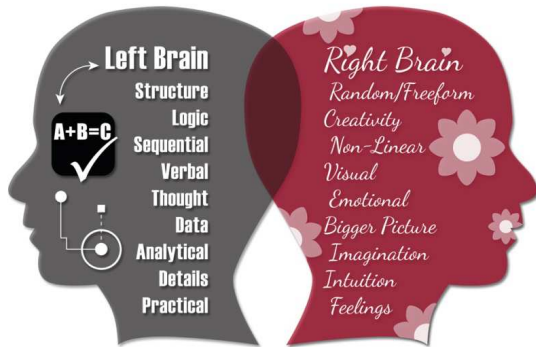 Left Brain
Structure
Logic
A+B=C
Sequential
Verbal
Thought
Data
Analytical
Details
Practical
Right Brain
Random/Freeform
Creativity
Non-Linear
Visual
Emotional
Bigger Picture
Imagination
Intuition
Feelings